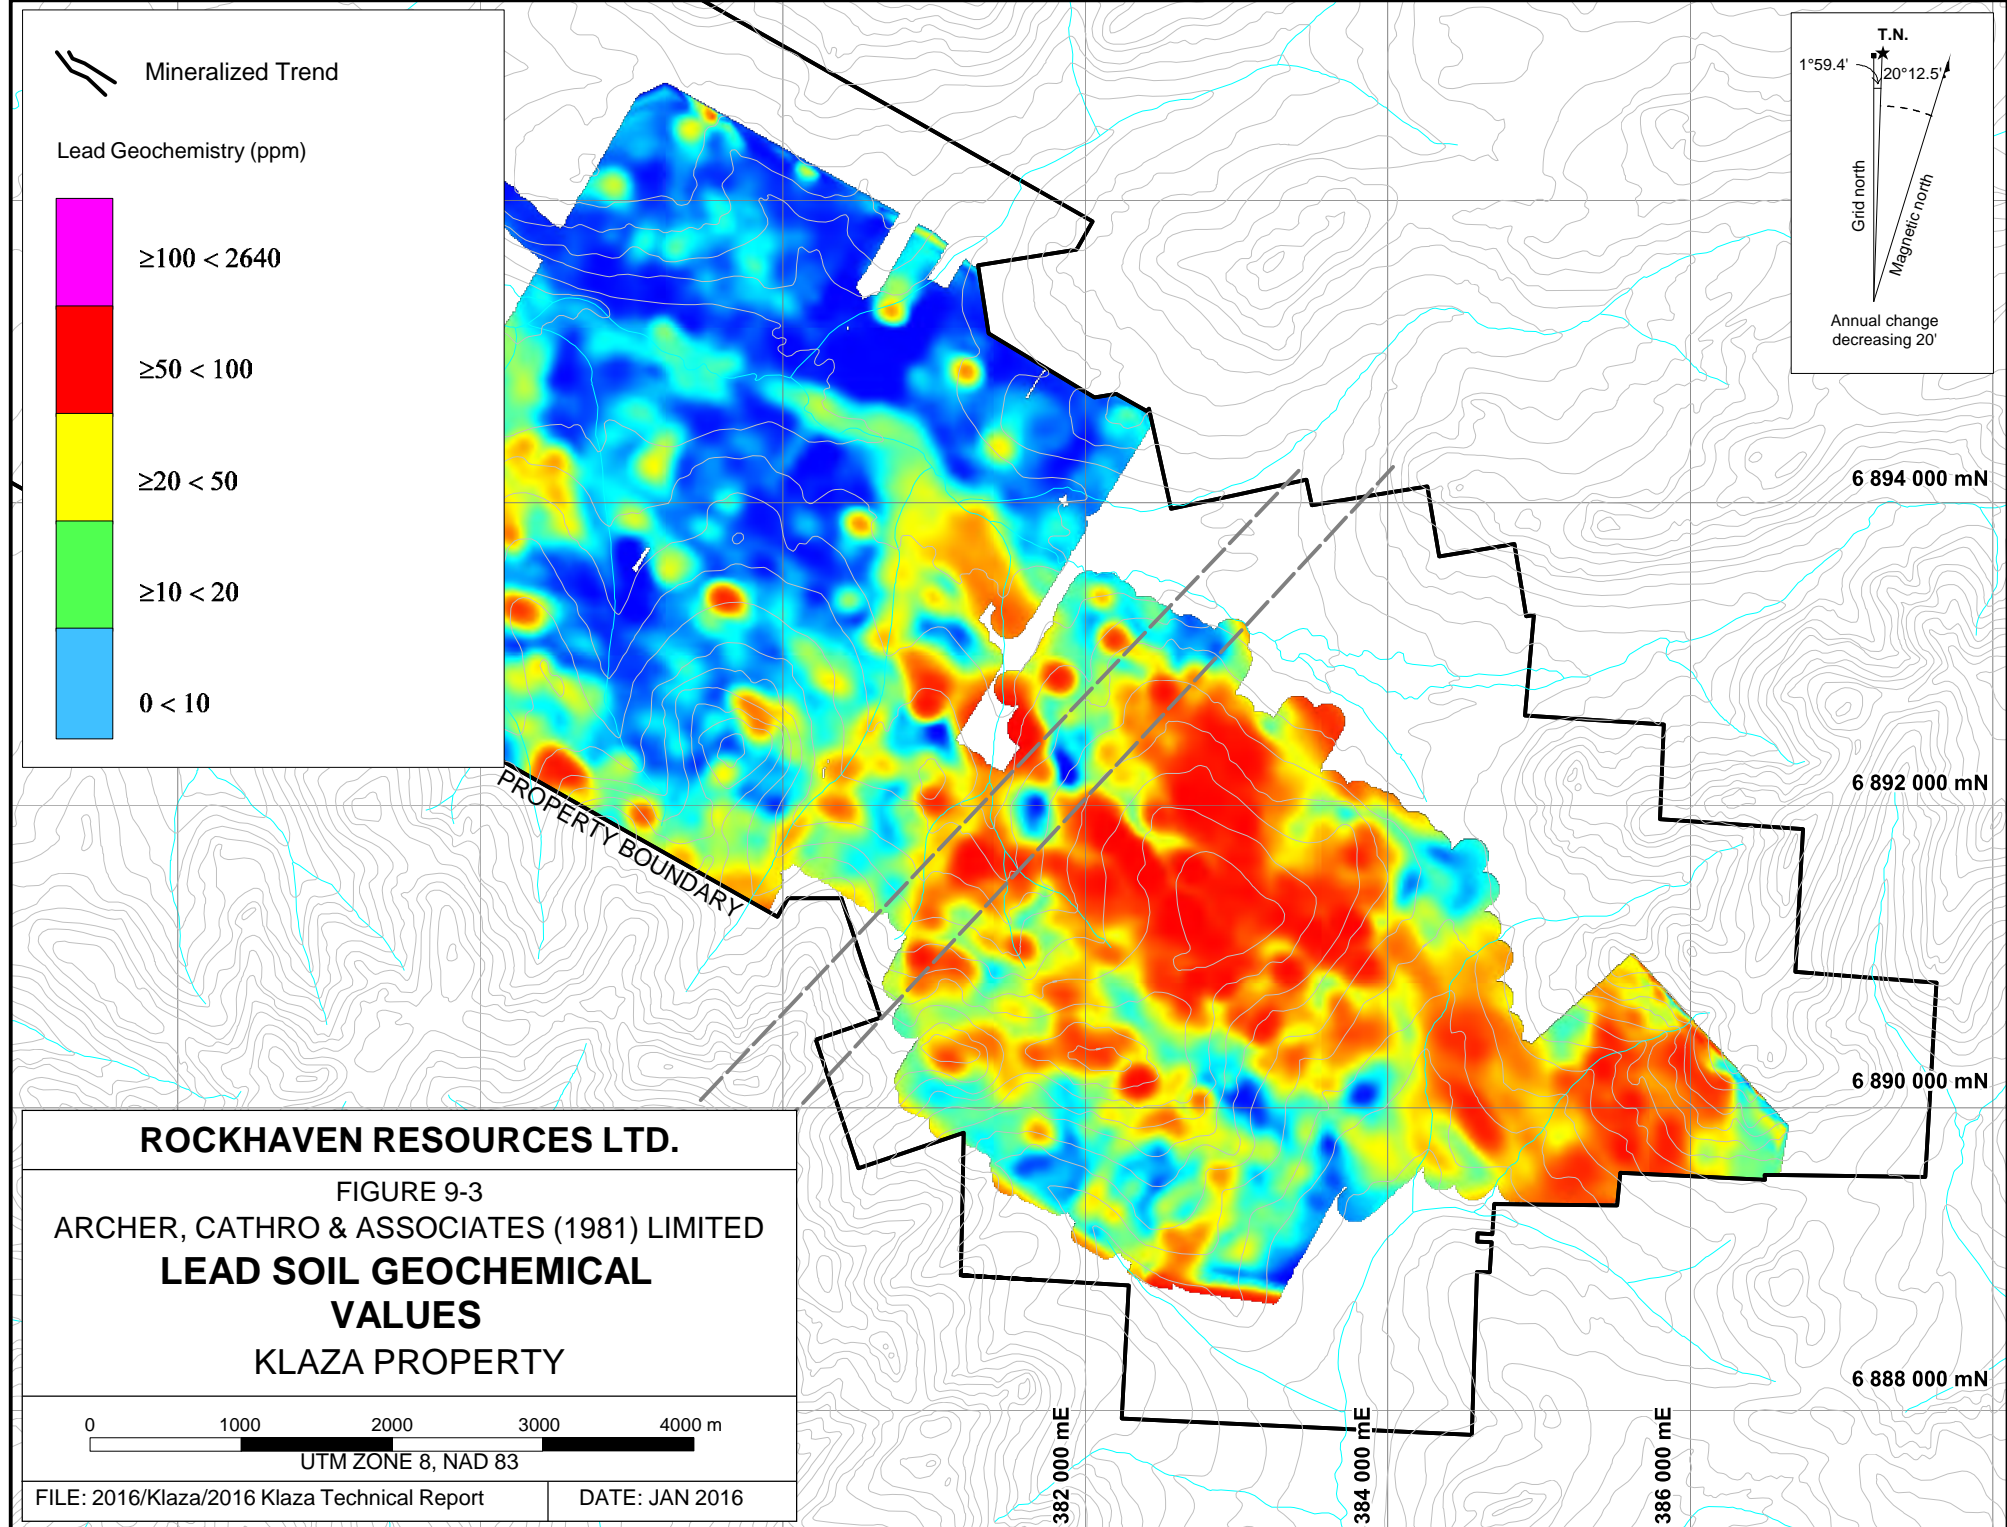 Mineralized Trend
Lead Geochemistry (ppm)
≥100 < 2640
≥50 < 100
≥20 < 50
≥10 < 20
0 < 10
T.N.
1°59.4'
20°12.5'
Grid north
Magnetic north
Annual change
decreasing 20'
6 894 000 mN
6 892 000 mN
6 890 000 mN
6 888 000 mN
PROPERTY BOUNDARY
382 000 mE
384 000 mE
386 000 mE
ROCKHAVEN RESOURCES LTD.
FIGURE 9-3
ARCHER, CATHRO & ASSOCIATES (1981) LIMITED
LEAD SOIL GEOCHEMICAL
VALUES
KLAZA PROPERTY
0 1000 2000 3000 4000 m
UTM ZONE 8, NAD 83
FILE: 2016/Klaza/2016 Klaza Technical Report
DATE: JAN 2016